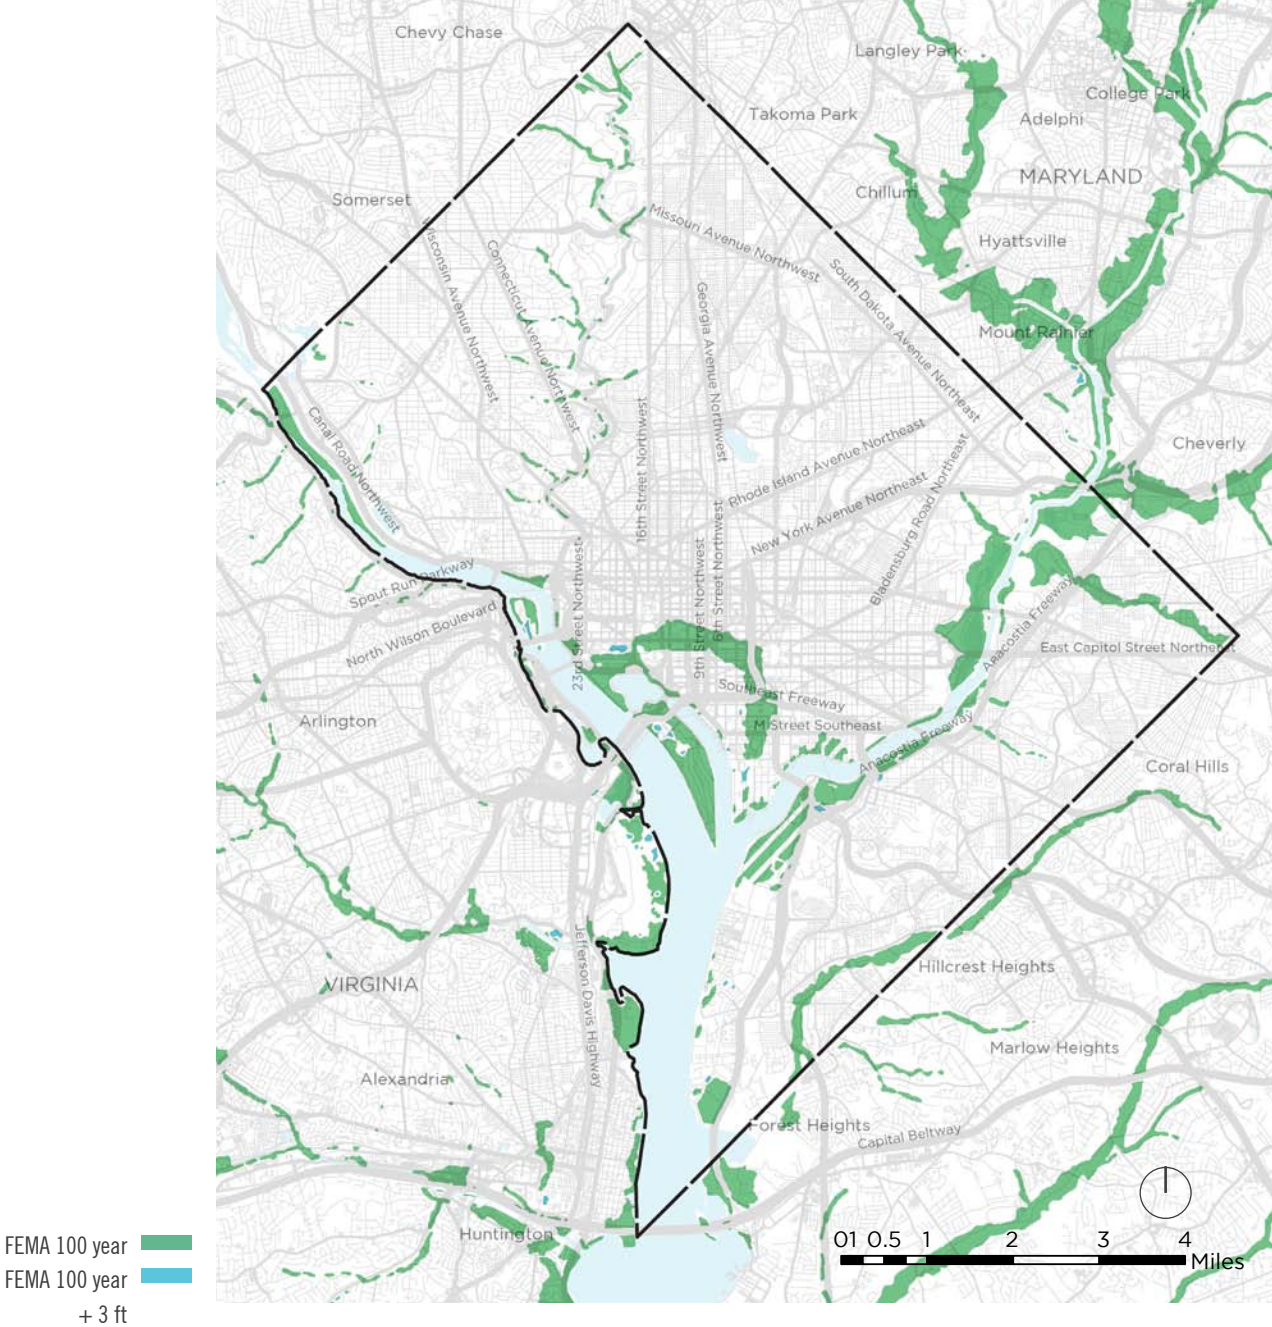 Chevy Chase
Langley Park
College Park
Takoma Park
Adelphi
MARYLAND
Chillum
Somerset
Missouri Avenue Northwest
Hyattsville
Wisconsin Avenue Northwest
Connecticut Avenue Northwest
South Dakota Avenue Northeast
Georgia Avenue Northwest
Mount Rainier
Canal Road Northwest
16th Street Northwest
Rhode Island Avenue Northeast
Cheverly
New York Avenue Northeast
Bladensburg Road Northeast
Spout Run Parkway
23rd Street Northwest
9th Street Northwest
6th Street Northwest
North Wilson Boulevard
Anacostia Freeway
East Capitol Street Northeast
Southeast Freeway
Arlington
M Street Southeast
Anacostia Freeway
Coral Hills
Jefferson Davis Highway
VIRGINIA
Hillcrest Heights
Marlow Heights
Alexandria
Forest Heights
Capital Beltway
Huntington
01 0.5 1 2 3 4
Miles
FEMA 100 year
FEMA 100 year
+ 3 ft